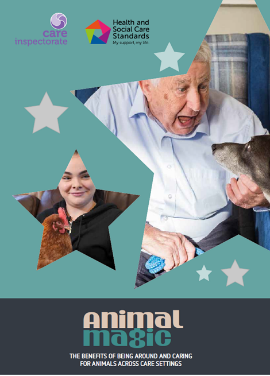 care
inspectorate
Health and
Social Care
Standards
My support, my life
animal
magic
THE BENEFITS OF BEING AROUND AND CARING
FOR ANIMALS ACROSS CARE SETTINGS